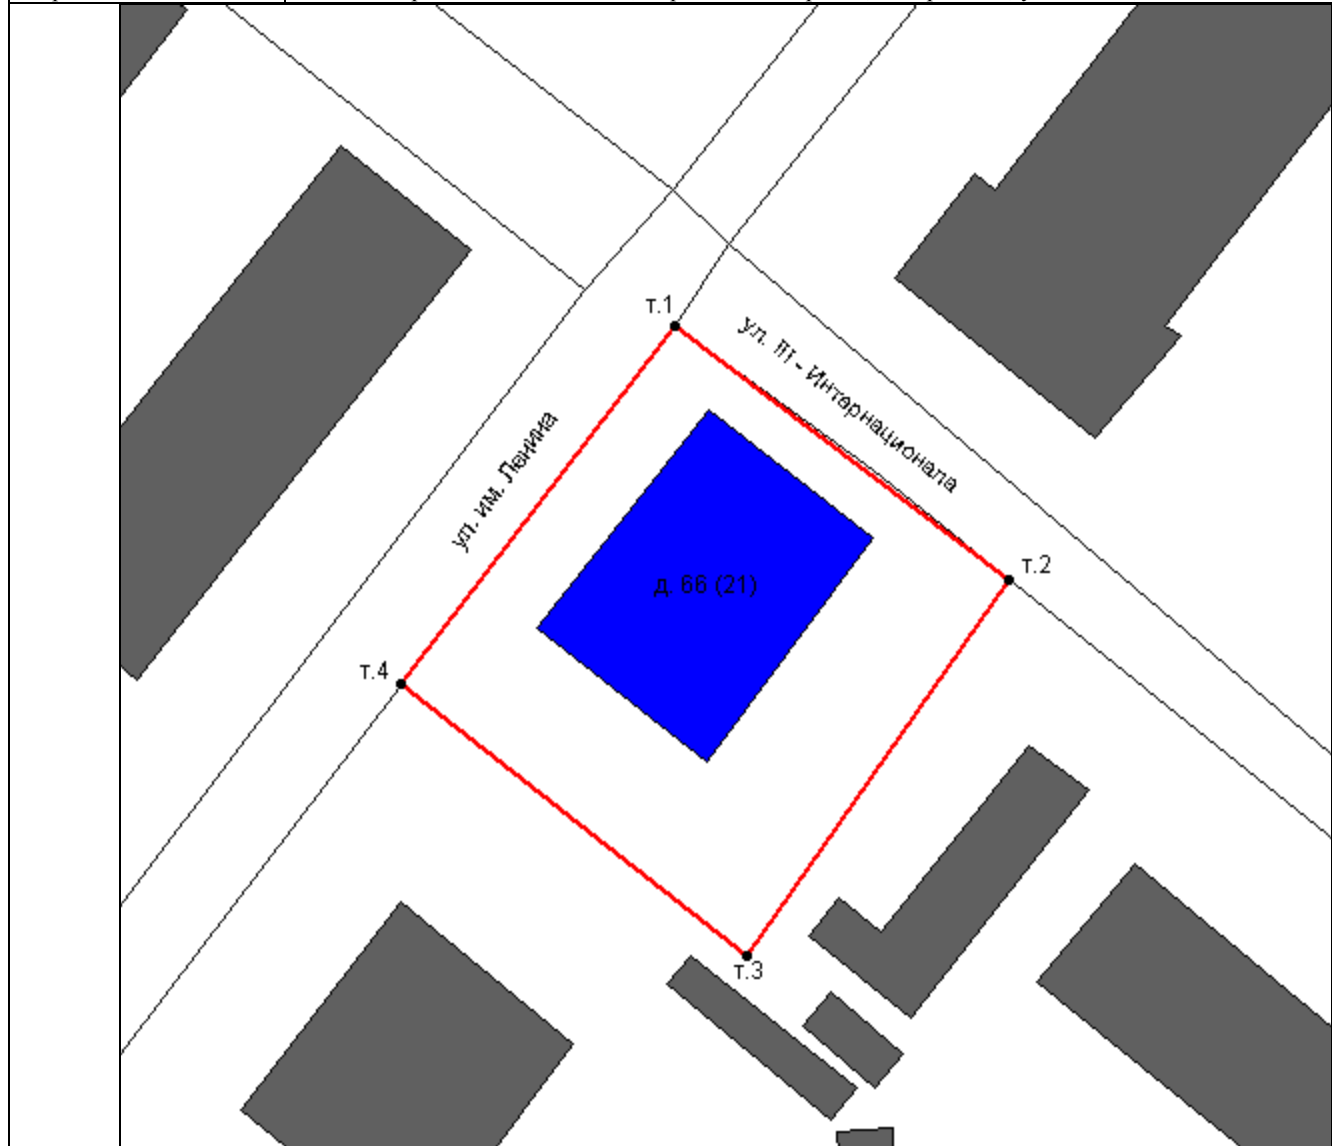 т.1
ул. III - Интернационала
ул. им. Ленина
т.2
д. 66 (21)
т.4
т.3